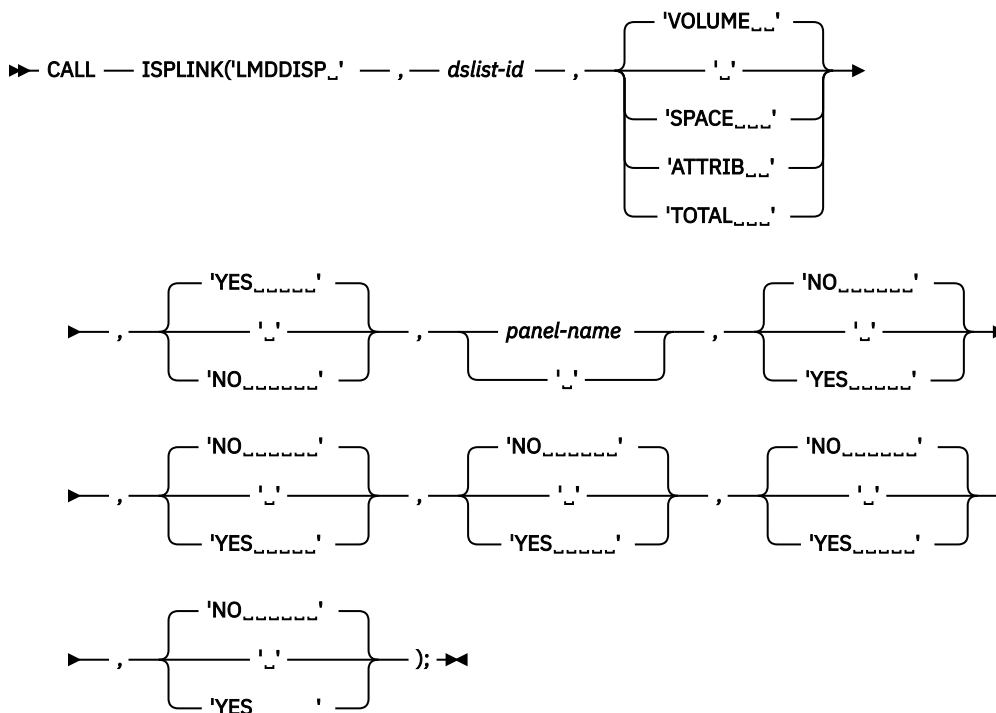 'VOLUME␣␣'
CALL ISPLINK('LMDDISP␣' , dslist-id , '␣'
'SPACE␣␣␣'
'ATTRIB␣␣'
'TOTAL␣␣␣'
'YES␣␣␣␣␣' 'NO␣␣␣␣␣␣'
, '␣' , panel-name , '␣'
'NO␣␣␣␣␣␣' '␣' 'YES␣␣␣␣␣'
'NO␣␣␣␣␣␣' 'NO␣␣␣␣␣␣' 'NO␣␣␣␣␣␣'
, '␣' , '␣' , '␣'
'YES␣␣␣␣␣' 'YES␣␣␣␣␣' 'YES␣␣␣␣␣'
'NO␣␣␣␣␣␣'
, '␣' );
'YES '